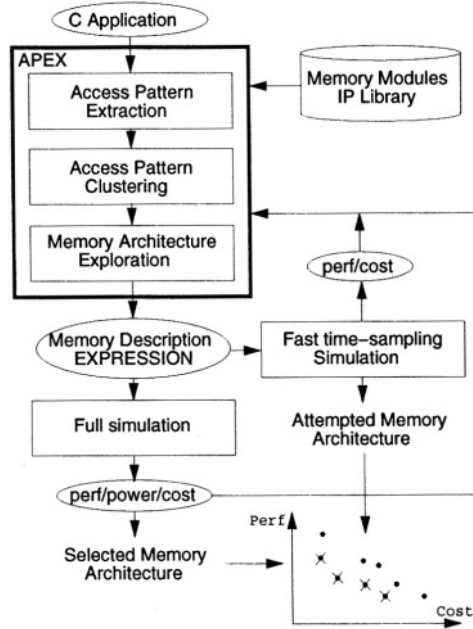 C Application
APEX
Access Pattern
Extraction
Memory Modules
IP Library
Access Pattern
Clustering
Memory Architecture
Exploration
perf/cost
Memory Description
EXPRESSION
Fast time-sampling
Simulation
Full simulation
Attempted Memory
Architecture
perf/power/cost
Perf
Selected Memory
Architecture
Cost